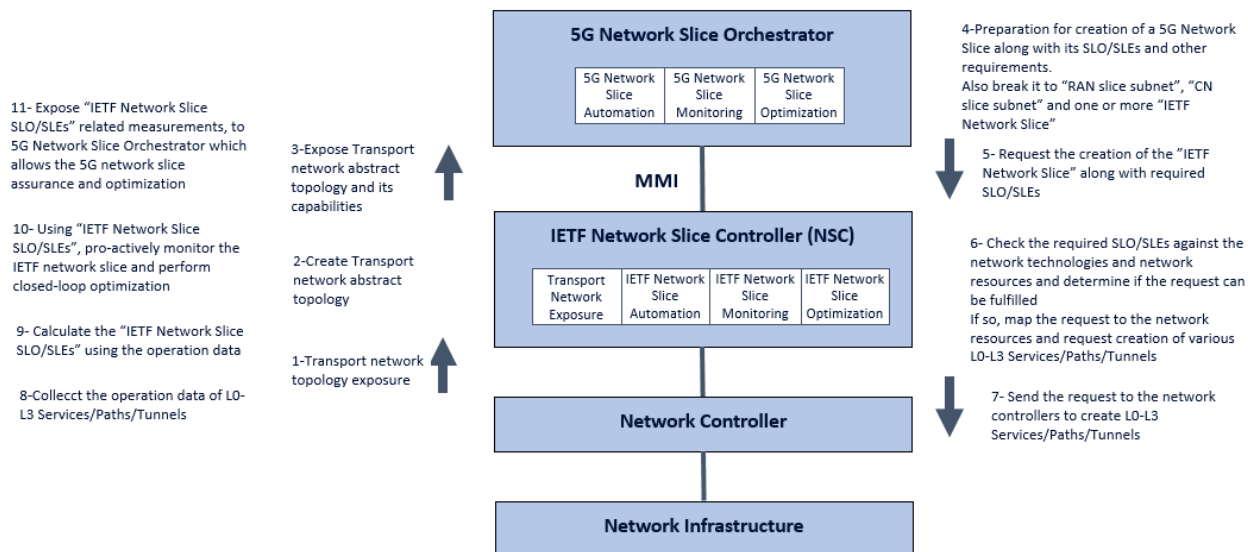 11- Expose “IETF Network Slice
SLO/SLEs” related measurements, to
5G Network Slice Orchestrator which
allows the 5G network slice
assurance and optimization
10- Using “IETF Network Slice
SLO/SLEs”, pro-actively monitor the
IETF network slice and perform
closed-loop optimization
9- Calculate the “IETF Network Slice
SLO/SLEs” using the operation data
8-Collecct the operation data of L0-
L3 Services/Paths/Tunnels
3-Expose Transport
network abstract
topology and its
capabilities
2-Create Transport
network abstract
topology
1-Transport network
topology exposure
5G Network Slice Orchestrator
5G Network
Slice
Automation
5G Network
Slice
Monitoring
5G Network
Slice
Optimization
MMI
IETF Network Slice Controller (NSC)
Transport
Network
Exposure
IETF Network
Slice
Automation
IETF Network
Slice
Monitoring
IETF Network
Slice
Optimization
Network Controller
Network Infrastructure
4-Preparation for creation of a 5G Network
Slice along with its SLO/SLEs and other
requirements.
Also break it to “RAN slice subnet”, “CN
slice subnet” and one or more “IETF
Network Slice”
5- Request the creation of the "IETF
Network Slice” along with required
SLO/SLEs
6- Check the required SLO/SLEs against the
network technologies and network
resources and determine if the request can
be fulfilled
If so, map the request to the network
resources and request creation of various
L0-L3 Services/Paths/Tunnels
7- Send the request to the network
controllers to create L0-L3
Services/Paths/Tunnels